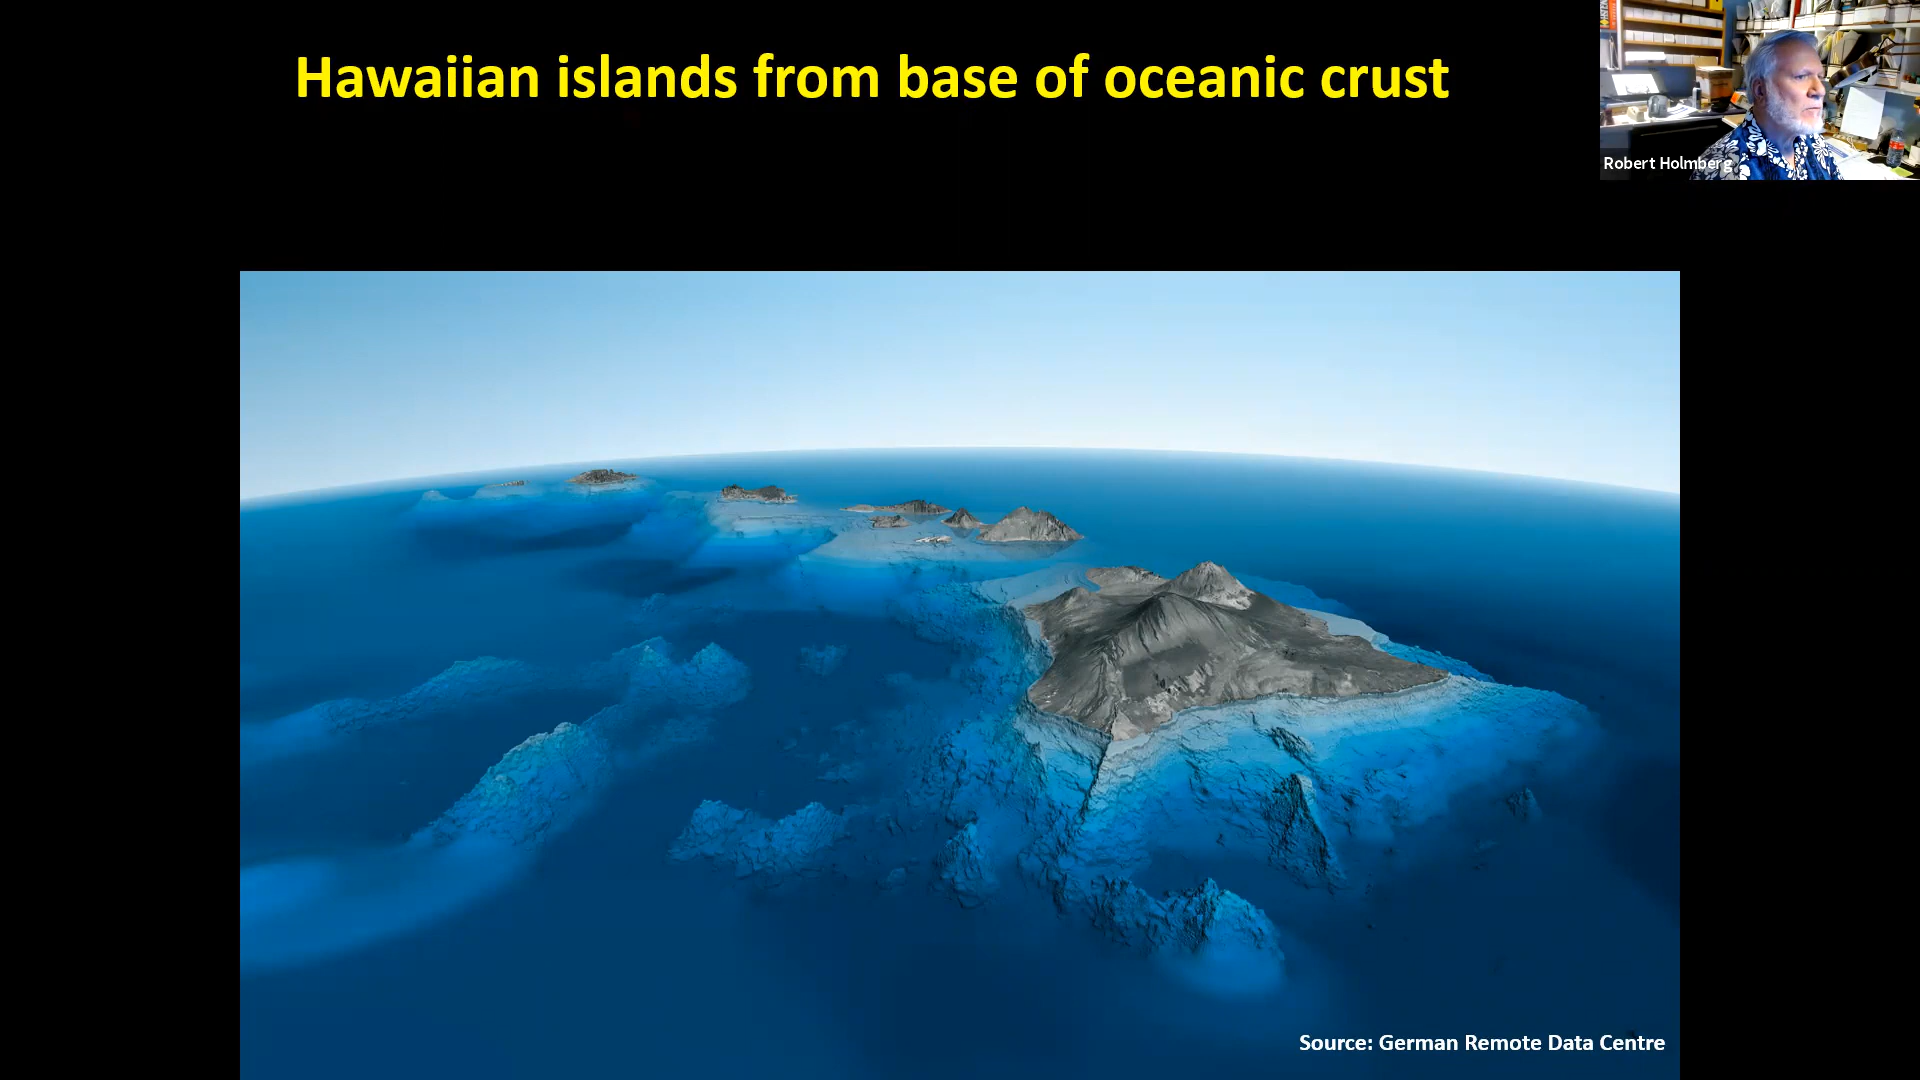 Hawaiian islands from base of oceanic crust
Robert Holmberg
Source: German Remote Data Centre